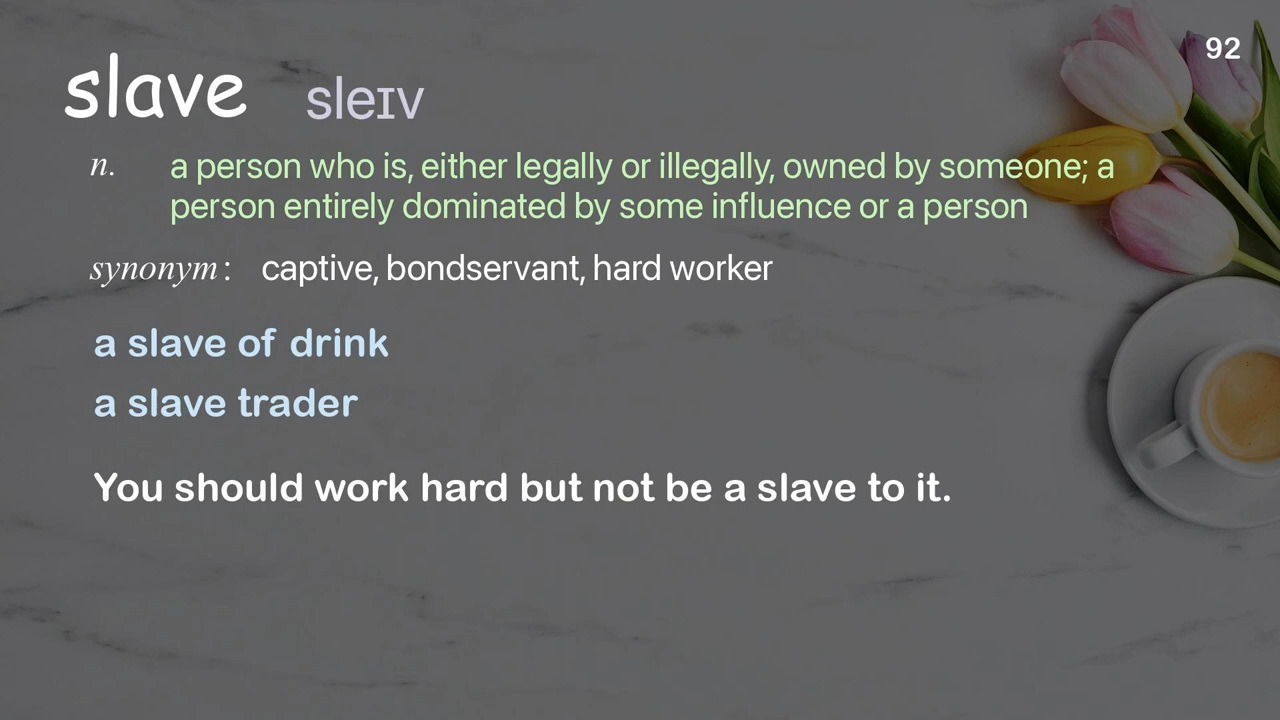 92
slave sleɪv
n. a person who is, either legally or illegally, owned by someone; a
person entirely dominated by some influence or a person
synonym: captive, bondservant, hard worker
a slave of drink
a slave trader
You should work hard but not be a slave to it.